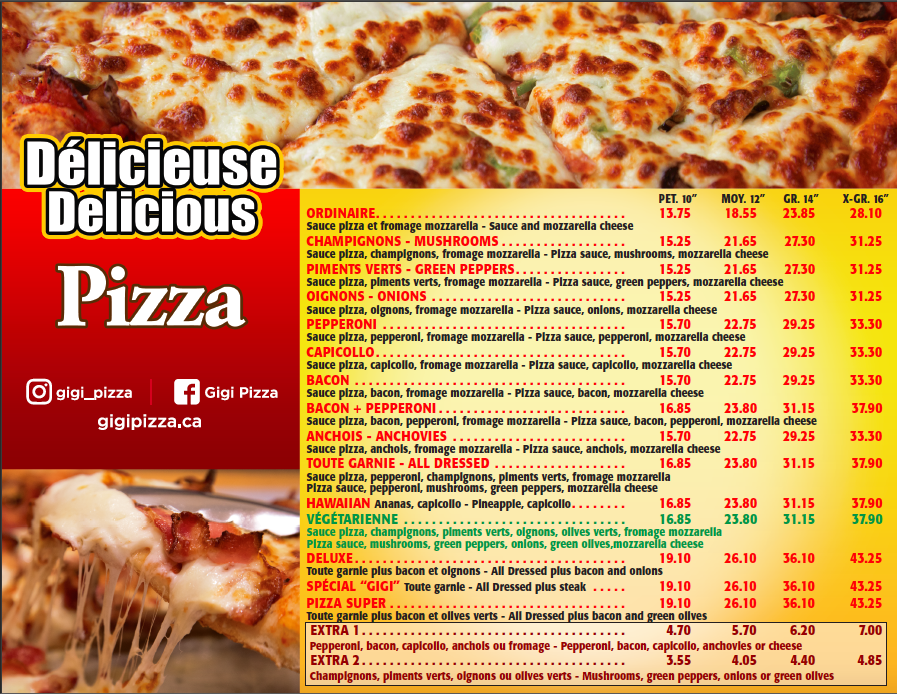 Délicieuse
Delicious
Pizza
gigi_pizza | Gigi Pizza
gigipizza.ca
PET. 10" MOY. 12" GR. 14" X-GR. 16"
ORDINAIRE. . . . . . . . . . . . . . . . . . . . . . . . . . . . . . . . . . . . 13.75 18.55 23.85 28.10
Sauce pizza et fromage mozzarella - Sauce and mozzarella cheese
CHAMPIGNONS - MUSHROOMS . . . . . . . . . . . . . . . . . . 15.25 21.65 27.30 31.25
Sauce pizza, champignons, fromage mozzarella - Pizza sauce, mushrooms, mozzarella cheese
PIMENTS VERTS - GREEN PEPPERS. . . . . . . . . . . . . . . . 15.25 21.65 27.30 31.25
Sauce pizza, piments verts, fromage mozzarella - Pizza sauce, green peppers, mozzarella cheese
OIGNONS - ONIONS . . . . . . . . . . . . . . . . . . . . . . . . . . . . 15.25 21.65 27.30 31.25
Sauce pizza, oignons, fromage mozzarella - Pizza sauce, onions, mozzarella cheese
PEPPERONI . . . . . . . . . . . . . . . . . . . . . . . . . . . . . . . . . . . 15.70 22.75 29.25 33.30
Sauce pizza, pepperoni, fromage mozzarella - Pizza sauce, pepperoni, mozzarella cheese
CAPICOLLO. . . . . . . . . . . . . . . . . . . . . . . . . . . . . . . . . . . . 15.70 22.75 29.25 33.30
Sauce pizza, capicollo, fromage mozzarella - Pizza sauce, capicollo, mozzarella cheese
BACON . . . . . . . . . . . . . . . . . . . . . . . . . . . . . . . . . . . . . . . 15.70 22.75 29.25 33.30
Sauce pizza, bacon, fromage mozzarella - Pizza sauce, bacon, mozzarella cheese
BACON + PEPPERONI. . . . . . . . . . . . . . . . . . . . . . . . . . . 16.85 23.80 31.15 37.90
Sauce pizza, bacon, pepperoni, fromage mozzarella - Pizza sauce, bacon, pepperoni, mozzarella cheese
ANCHOIS - ANCHOVIES . . . . . . . . . . . . . . . . . . . . . . . . . 15.70 22.75 29.25 33.30
Sauce pizza, anchois, fromage mozzarella - Pizza sauce, anchois, mozzarella cheese
TOUTE GARNIE - ALL DRESSED . . . . . . . . . . . . . . . . . . . 16.85 23.80 31.15 37.90
Sauce pizza, pepperoni, champignons, piments verts, fromage mozzarella
Pizza sauce, pepperoni, mushrooms, green peppers, mozzarella cheese
HAWAIIAN Ananas, capicollo - Pineapple, capicollo. . . . . . . . 16.85 23.80 31.15 37.90
VÉGÉTARIENNE . . . . . . . . . . . . . . . . . . . . . . . . . . . . . . . . 16.85 23.80 31.15 37.90
Sauce pizza, champignons, piments verts, oignons, olives verts, fromage mozzarella
Pizza sauce, mushrooms, green peppers, onions, green olives,mozzarella cheese
DELUXE. . . . . . . . . . . . . . . . . . . . . . . . . . . . . . . . . . . . . . . 19.10 26.10 36.10 43.25
Toute garnie plus bacon et oignons - All Dressed plus bacon and onions
SPÉCIAL "GIGI" Toute garnie - All Dressed plus steak . . . . . 19.10 26.10 36.10 43.25
PIZZA SUPER . . . . . . . . . . . . . . . . . . . . . . . . . . . . . . . . . . 19.10 26.10 36.10 43.25
Toute garnie plus bacon et olives verts - All Dressed plus bacon and green olives
EXTRA 1 . . . . . . . . . . . . . . . . . . . . . . . . . . . . . . . . . . . . . . 4.70 5.70 6.20 7.00
Pepperoni, bacon, capicollo, anchois ou fromage - Pepperoni, bacon, capicollo, anchovies or cheese
EXTRA 2 . . . . . . . . . . . . . . . . . . . . . . . . . . . . . . . . . . . . . . 3.55 4.05 4.40 4.85
Champignons, piments verts, oignons ou olives verts - Mushrooms, green peppers, onions or green olives